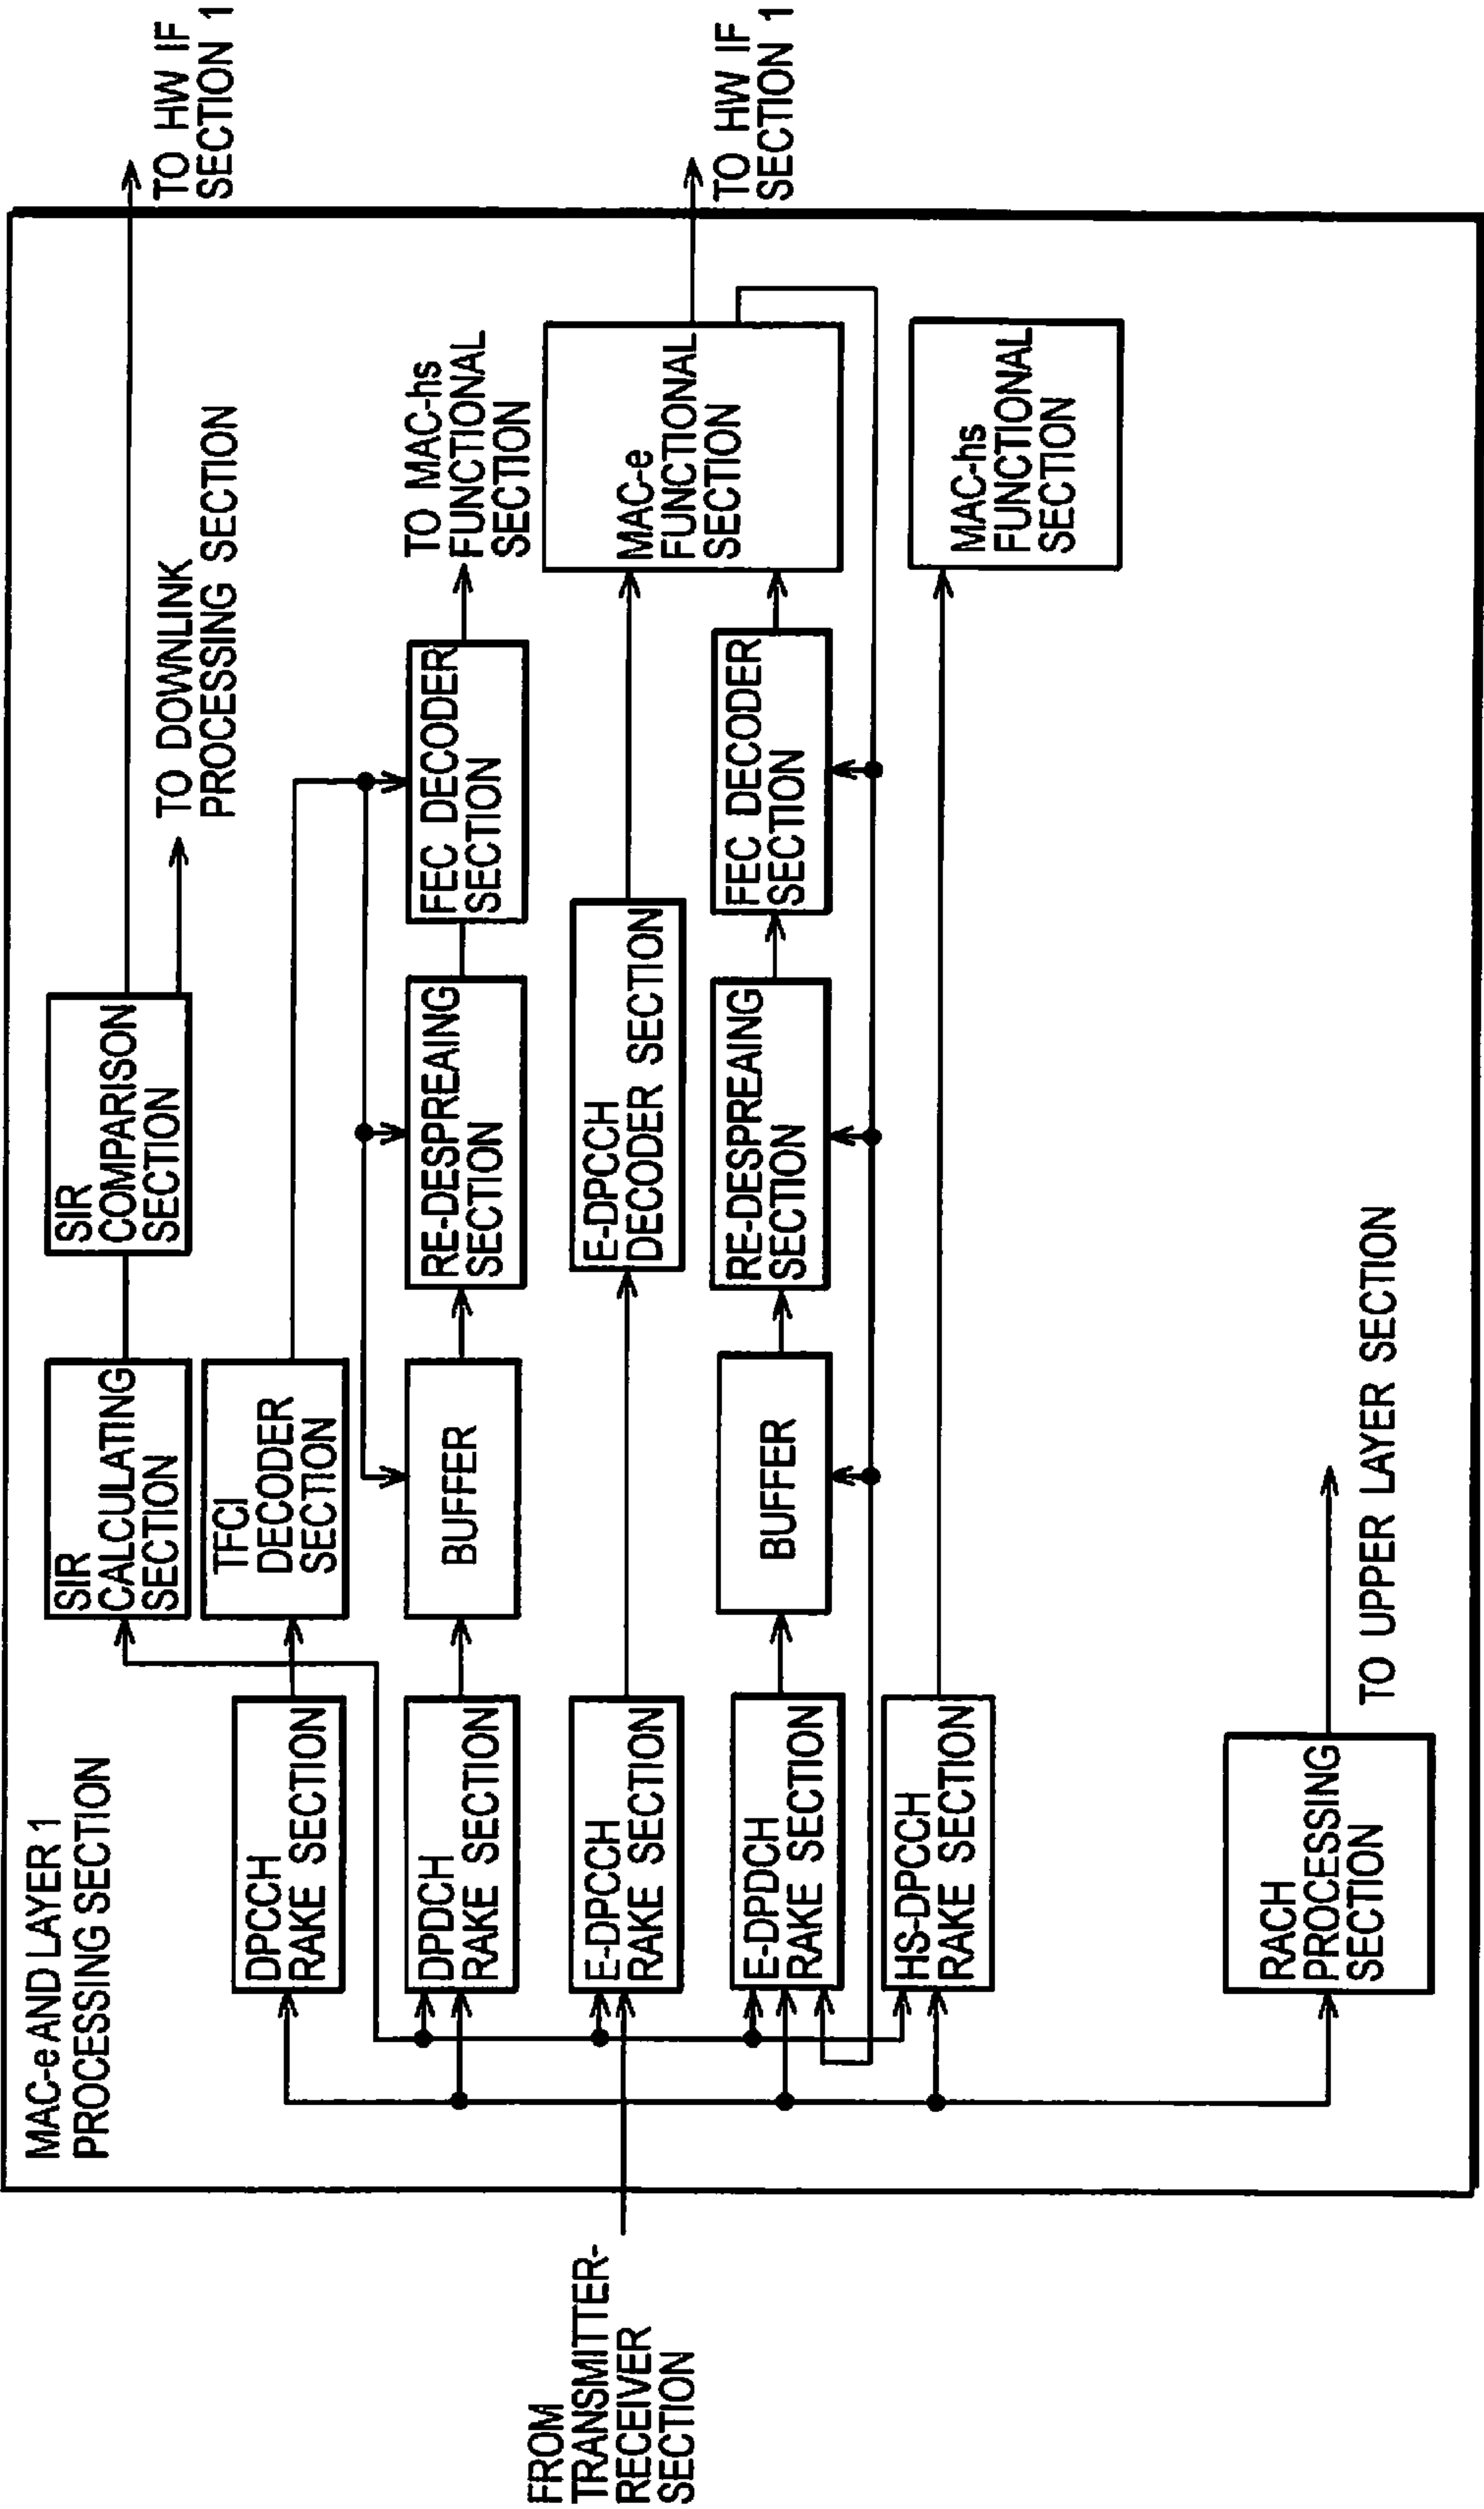 MAC-e AND LAYER 1
PROCESSING SECTION
FROM
TRANSMITTER-
RECEIVER
SECTION
SIR
CALCULATING
SECTION
SIR
COMPARISON
SECTION
TO HW IF
SECTION 1
TO DOWNLINK
PROCESSING SECTION
DPCCH
RAKE SECTION
TFCI
DECODER
SECTION
DPDCH
RAKE SECTION
BUFFER
RE-DESPREAING
SECTION
FEC DECODER
SECTION
TO MAC-hs
FUNCTIONAL
SECTION
E-DPCCH
RAKE SECTION
E-DPCCH
DECODER SECTION
MAC-e
FUNCTIONAL
SECTION
TO HW IF
SECTION 1
E-DPDCH
RAKE SECTION
BUFFER
RE-DESPREAING
SECTION
FEC DECODER
SECTION
HS-DPCCH
RAKE SECTION
MAC-hs
FUNCTIONAL
SECTION
RACH
PROCESSING
SECTION
TO UPPER LAYER SECTION